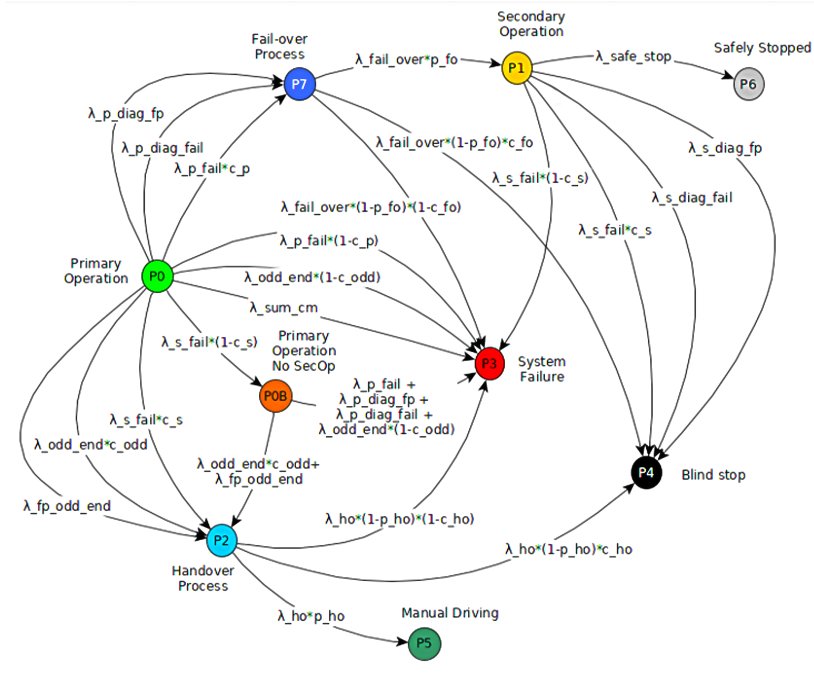 Secondary
Operation
Fail-over
Process
λ_fail_over*p_fo
P1
λ_safe_stop
Safely Stopped
P7
P6
λ_p_diag_fp
λ_p_diag_fail
λ_p_fail*c_p
λ_fail_over*(1-p_fo)*c_fo
λ_s_diag_fp
λ_s_fail*(1-c_s)
λ_s_diag_fail
λ_fail_over*(1-p_fo)*(1-c_fo)
λ_s_fail*c_s
λ_p_fail*(1-c_p)
Primary
Operation
P0
λ_odd_end*(1-c_odd)
λ_sum_cm
λ_s_fail*(1-c_s)
Primary
Operation
No SecOp
P3
System
Failure
P0B
λ_p_fail +
λ_p_diag_fp +
λ_p_diag_fail +
λ_odd_end*(1-c_odd)
λ_s_fail*c_s
λ_odd_end*c_odd
λ_odd_end*c_odd+
λ_fp_odd_end
P4
Blind stop
λ_fp_odd_end
λ_ho*(1-p_ho)*(1-c_ho)
P2
λ_ho*(1-p_ho)*c_ho
Handover
Process
λ_ho*p_ho
Manual Driving
P5